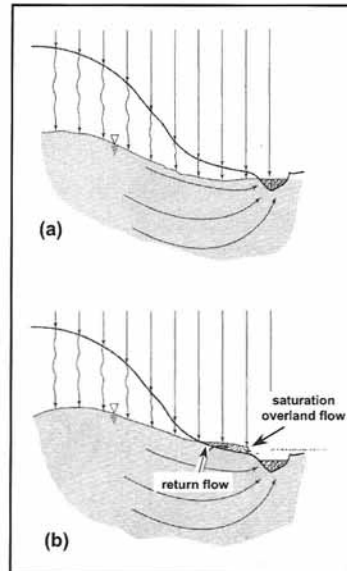 (a)
saturation
overland flow
return flow
(b)